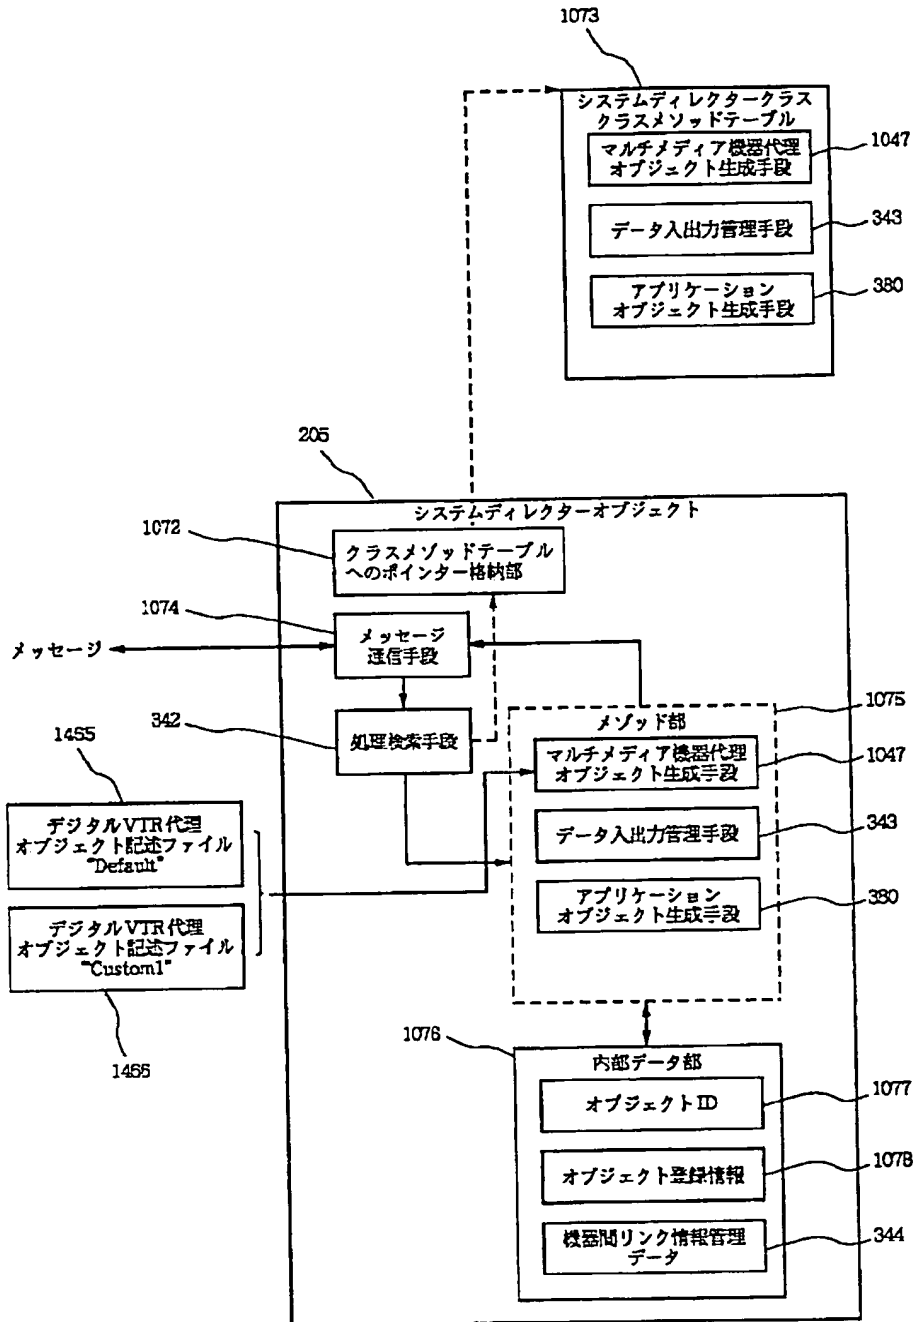 1073
システムディレクタークラス
クラスメソッドテーブル
マルチメディア機器代理
オブジェクト生成手段
1047
データ入出力管理手段
343
アプリケーション
オブジェクト生成手段
380
205
システムディレクターオブジェクト
1072
クラスメゾッドテーブル
へのポインター格納部
1074
メッセージ
メッセージ
通信手段
342
処理検索手段
1075
メゾッド部
マルチメディア機器代理
オブジェクト生成手段
1047
データ入出力管理手段
343
アプリケーション
オブジェクト生成手段
380
1455
デジタルVTR代理
オブジェクト記述ファイル
"Default"
デジタルVTR代理
オブジェクト記述ファイル
"Custom1"
1456
1076
内部データ部
オブジェクトID
1077
オブジェクト登録情報
1078
機器間リンク情報管理
データ
344